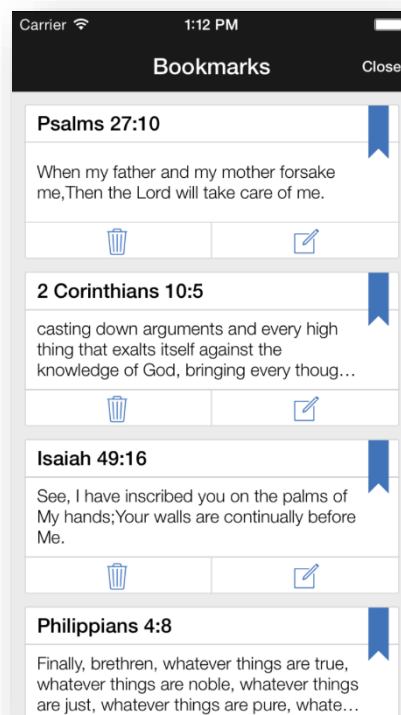 Carrier 1:12 PM
Bookmarks Close
Psalms 27:10
When my father and my mother forsake
me,Then the Lord will take care of me.
2 Corinthians 10:5
casting down arguments and every high
thing that exalts itself against the
knowledge of God, bringing every thoug…
Isaiah 49:16
See, I have inscribed you on the palms of
My hands;Your walls are continually before
Me.
Philippians 4:8
Finally, brethren, whatever things are true,
whatever things are noble, whatever things
are just, whatever things are pure, whate…